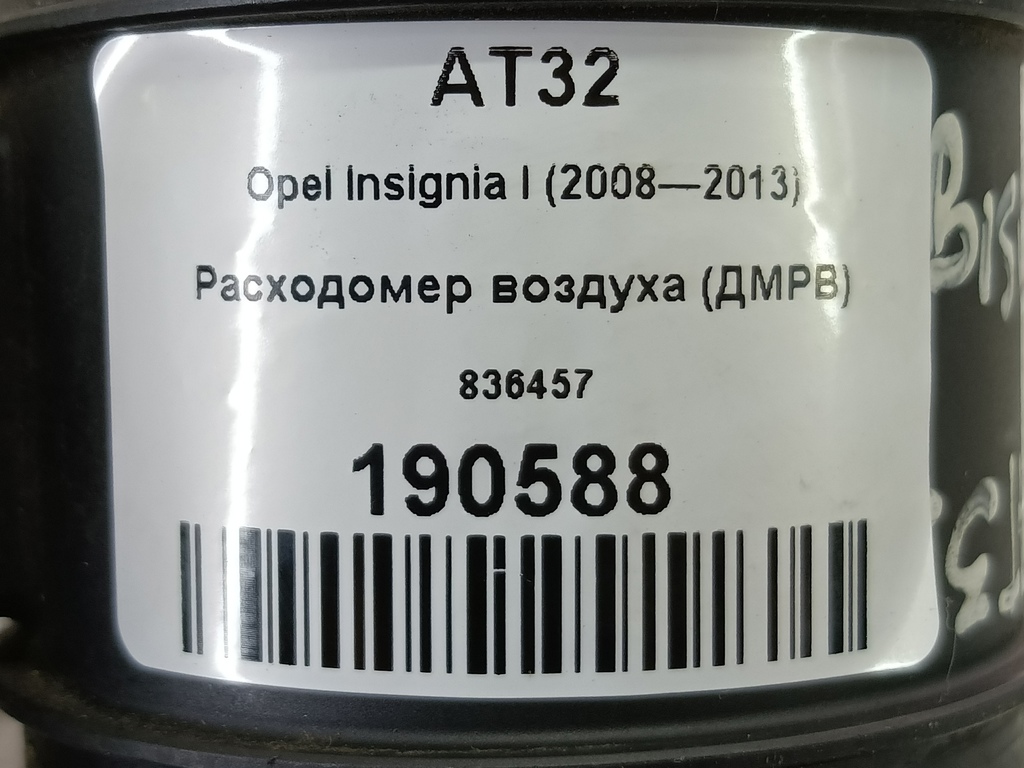 AT32
Opel Insignia I (2008—2013)
Расходомер воздуха (ДМРВ)
836457
190588